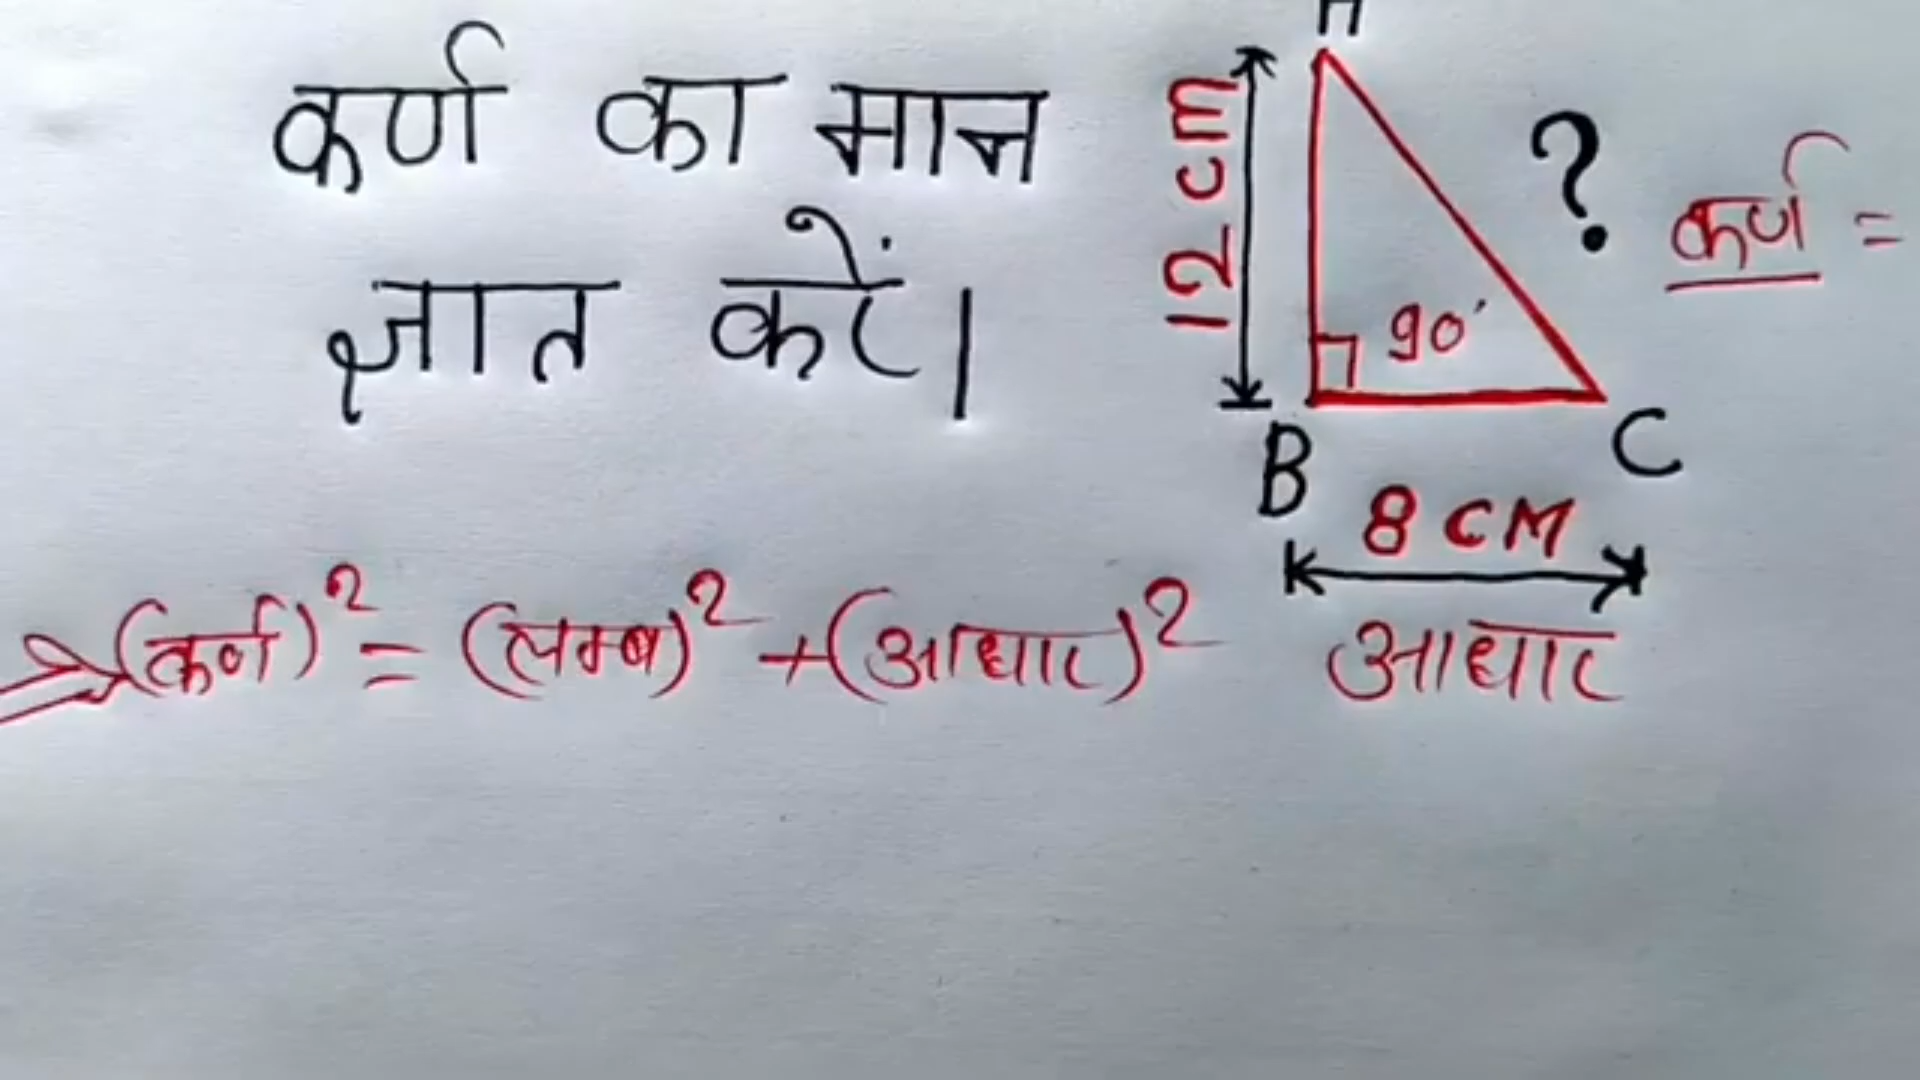 कर्ण का मान
ज्ञात करें।
A
12 cm
?
कर्ण =
90°
B
C
8 CM
(कर्ण)² = (लम्ब)² + (आधार)²
आधार